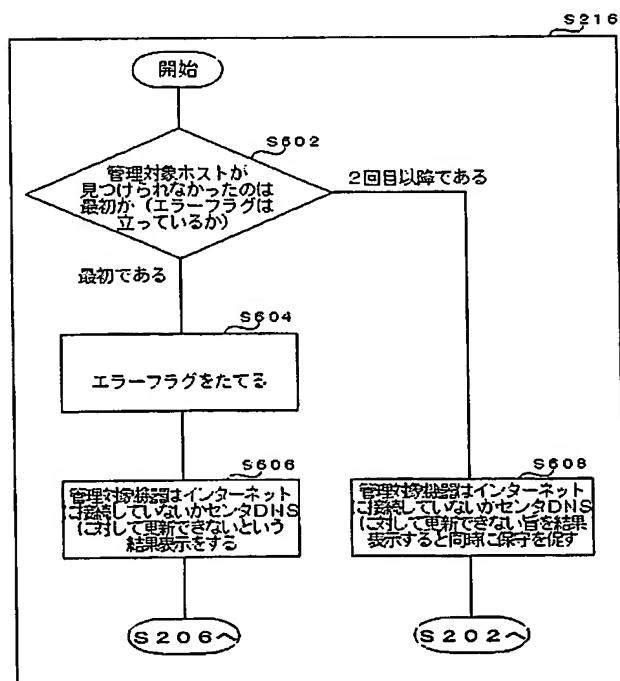 S216
開始
S602
管理対象ホストが
見つけられなかったのは
最初か（エラーフラグは
立っているか）
2回目以降である
最初である
S604
エラーフラグをたてる
S606
管理対象機器はインターネット
に接続していないかセンタDNS
に対して更新できないという
結果表示をする
S608
管理対象機器はインターネット
に接続していないかセンタDNS
に対して更新できない旨を結果
表示すると同時に保守を促す
S206へ
S202へ